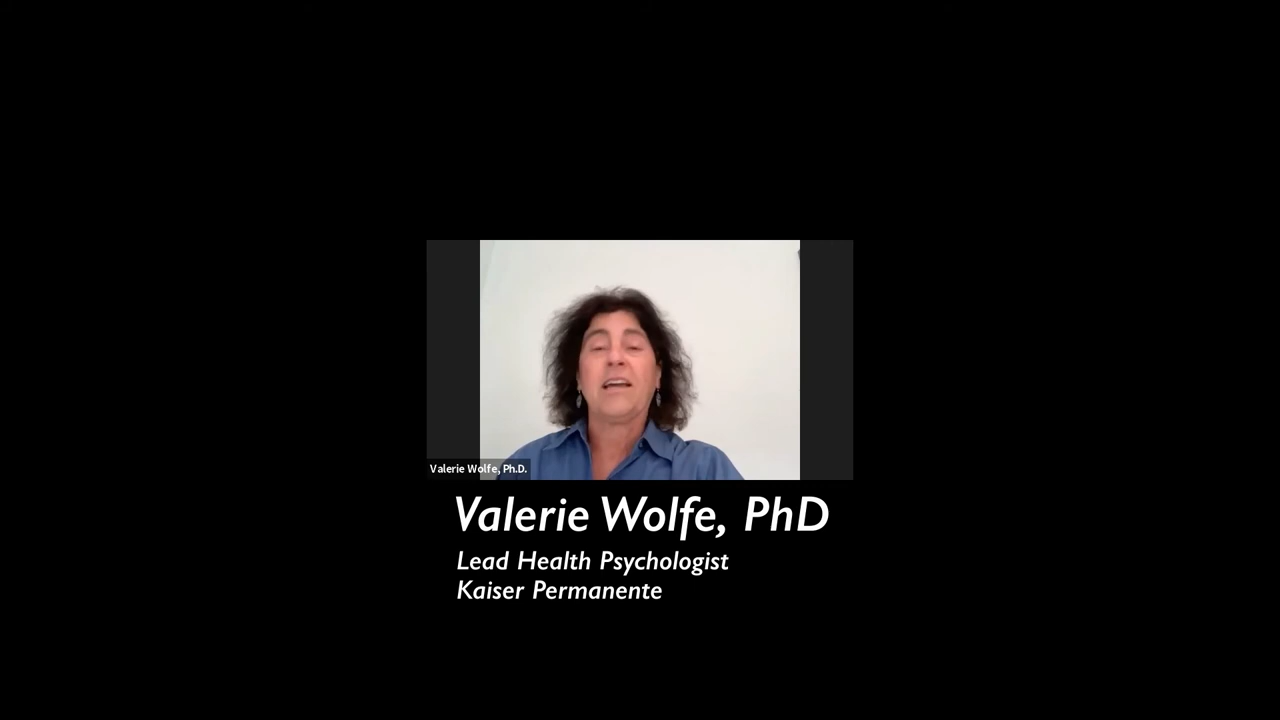 Valerie Wolfe, Ph.D.
Valerie Wolfe, PhD
Lead Health Psychologist
Kaiser Permanente